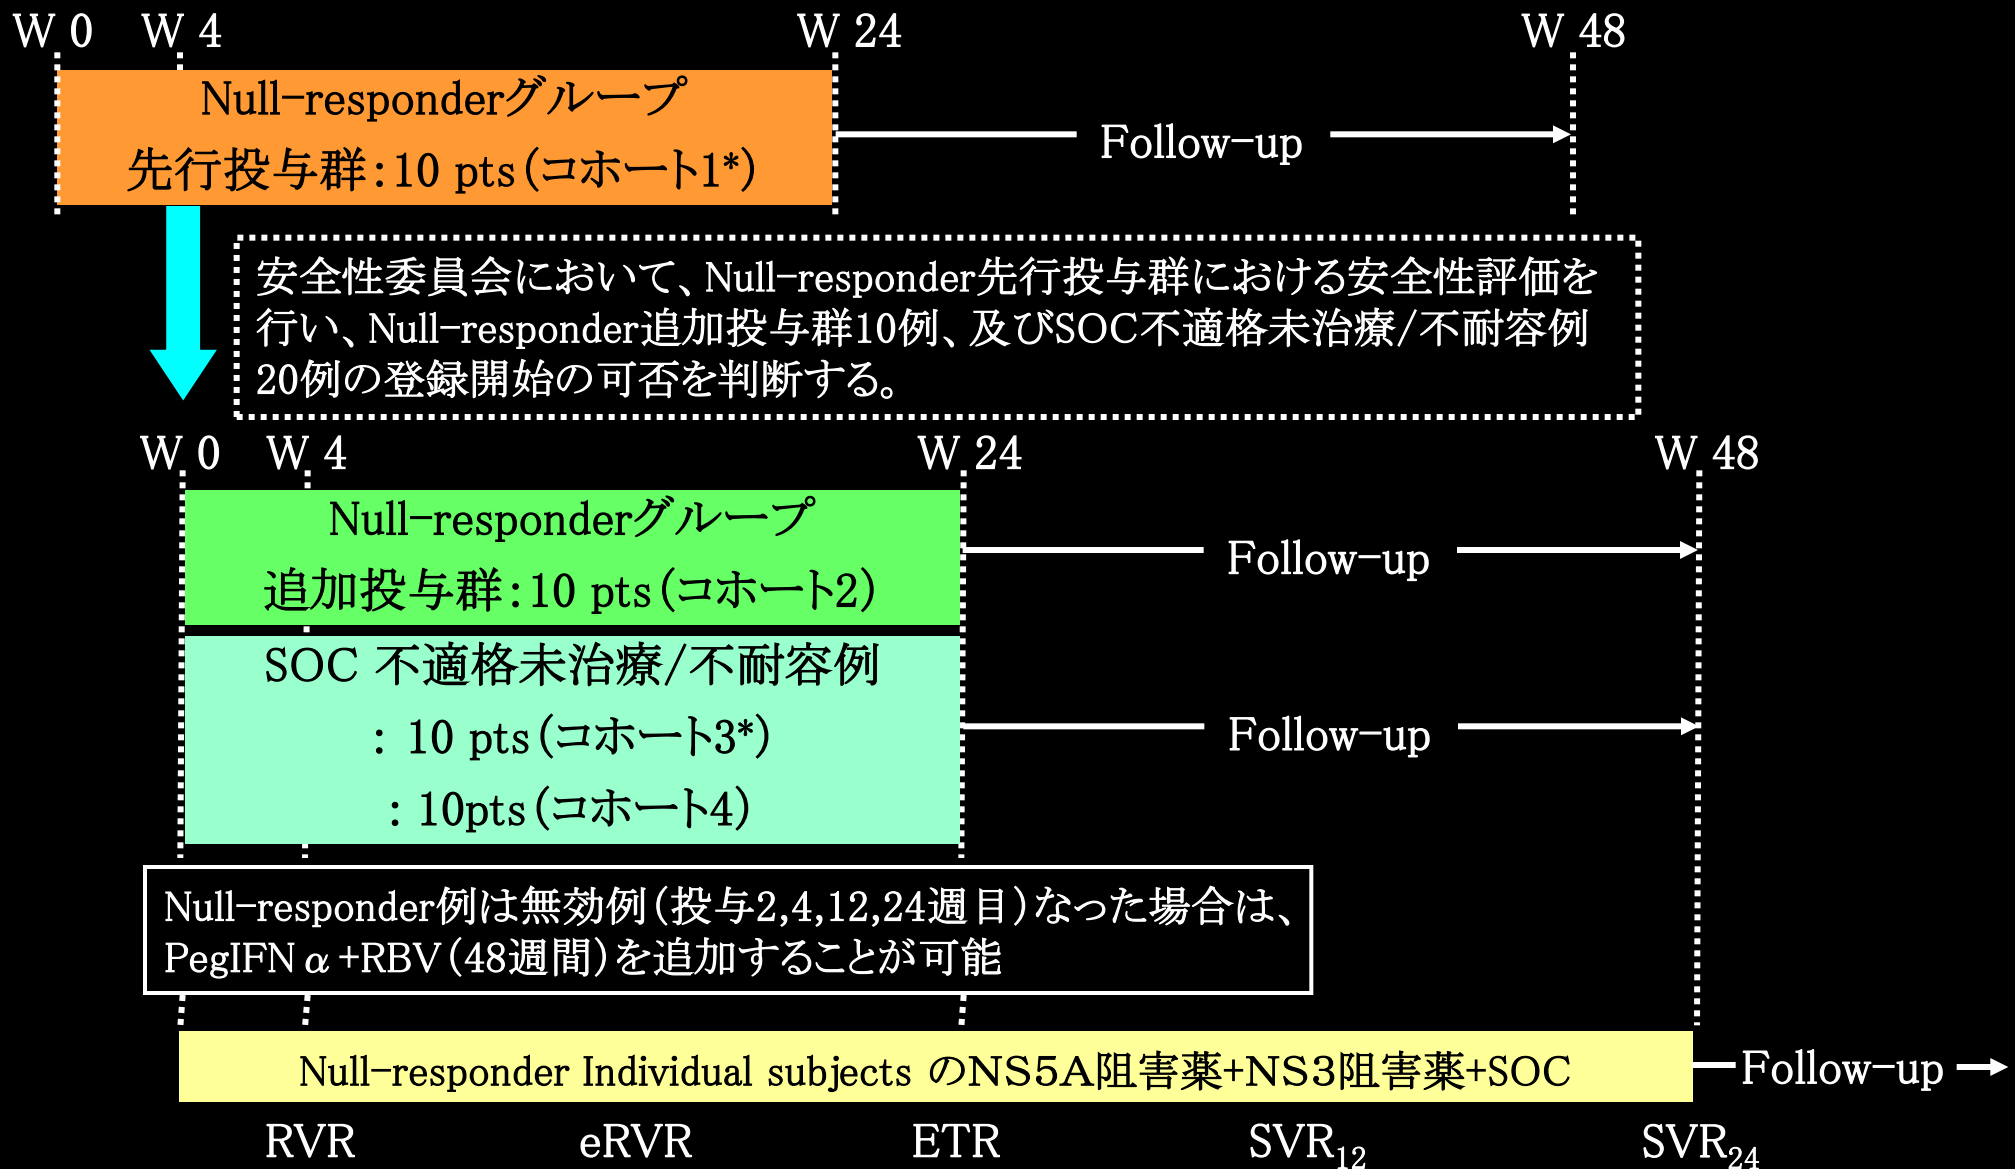 W 0 W 4 W 24 W 48
Null-responderグループ
先行投与群:10 pts(コホート1*)
Follow-up
安全性委員会において、Null-responder先行投与群における安全性評価を
行い、Null-responder追加投与群10例、及びSOC不適格未治療/不耐容例
20例の登録開始の可否を判断する。
W 0 W 4 W 24 W 48
Null-responderグループ
追加投与群:10 pts(コホート2)
Follow-up
SOC 不適格未治療/不耐容例
: 10 pts(コホート3*)
: 10pts(コホート4)
Follow-up
Null-responder例は無効例(投与2,4,12,24週目)なった場合は、
PegIFNα+RBV(48週間)を追加することが可能
Null-responder Individual subjects のNS5A阻害薬+NS3阻害薬+SOC
Follow-up
RVR eRVR ETR SVR12 SVR24